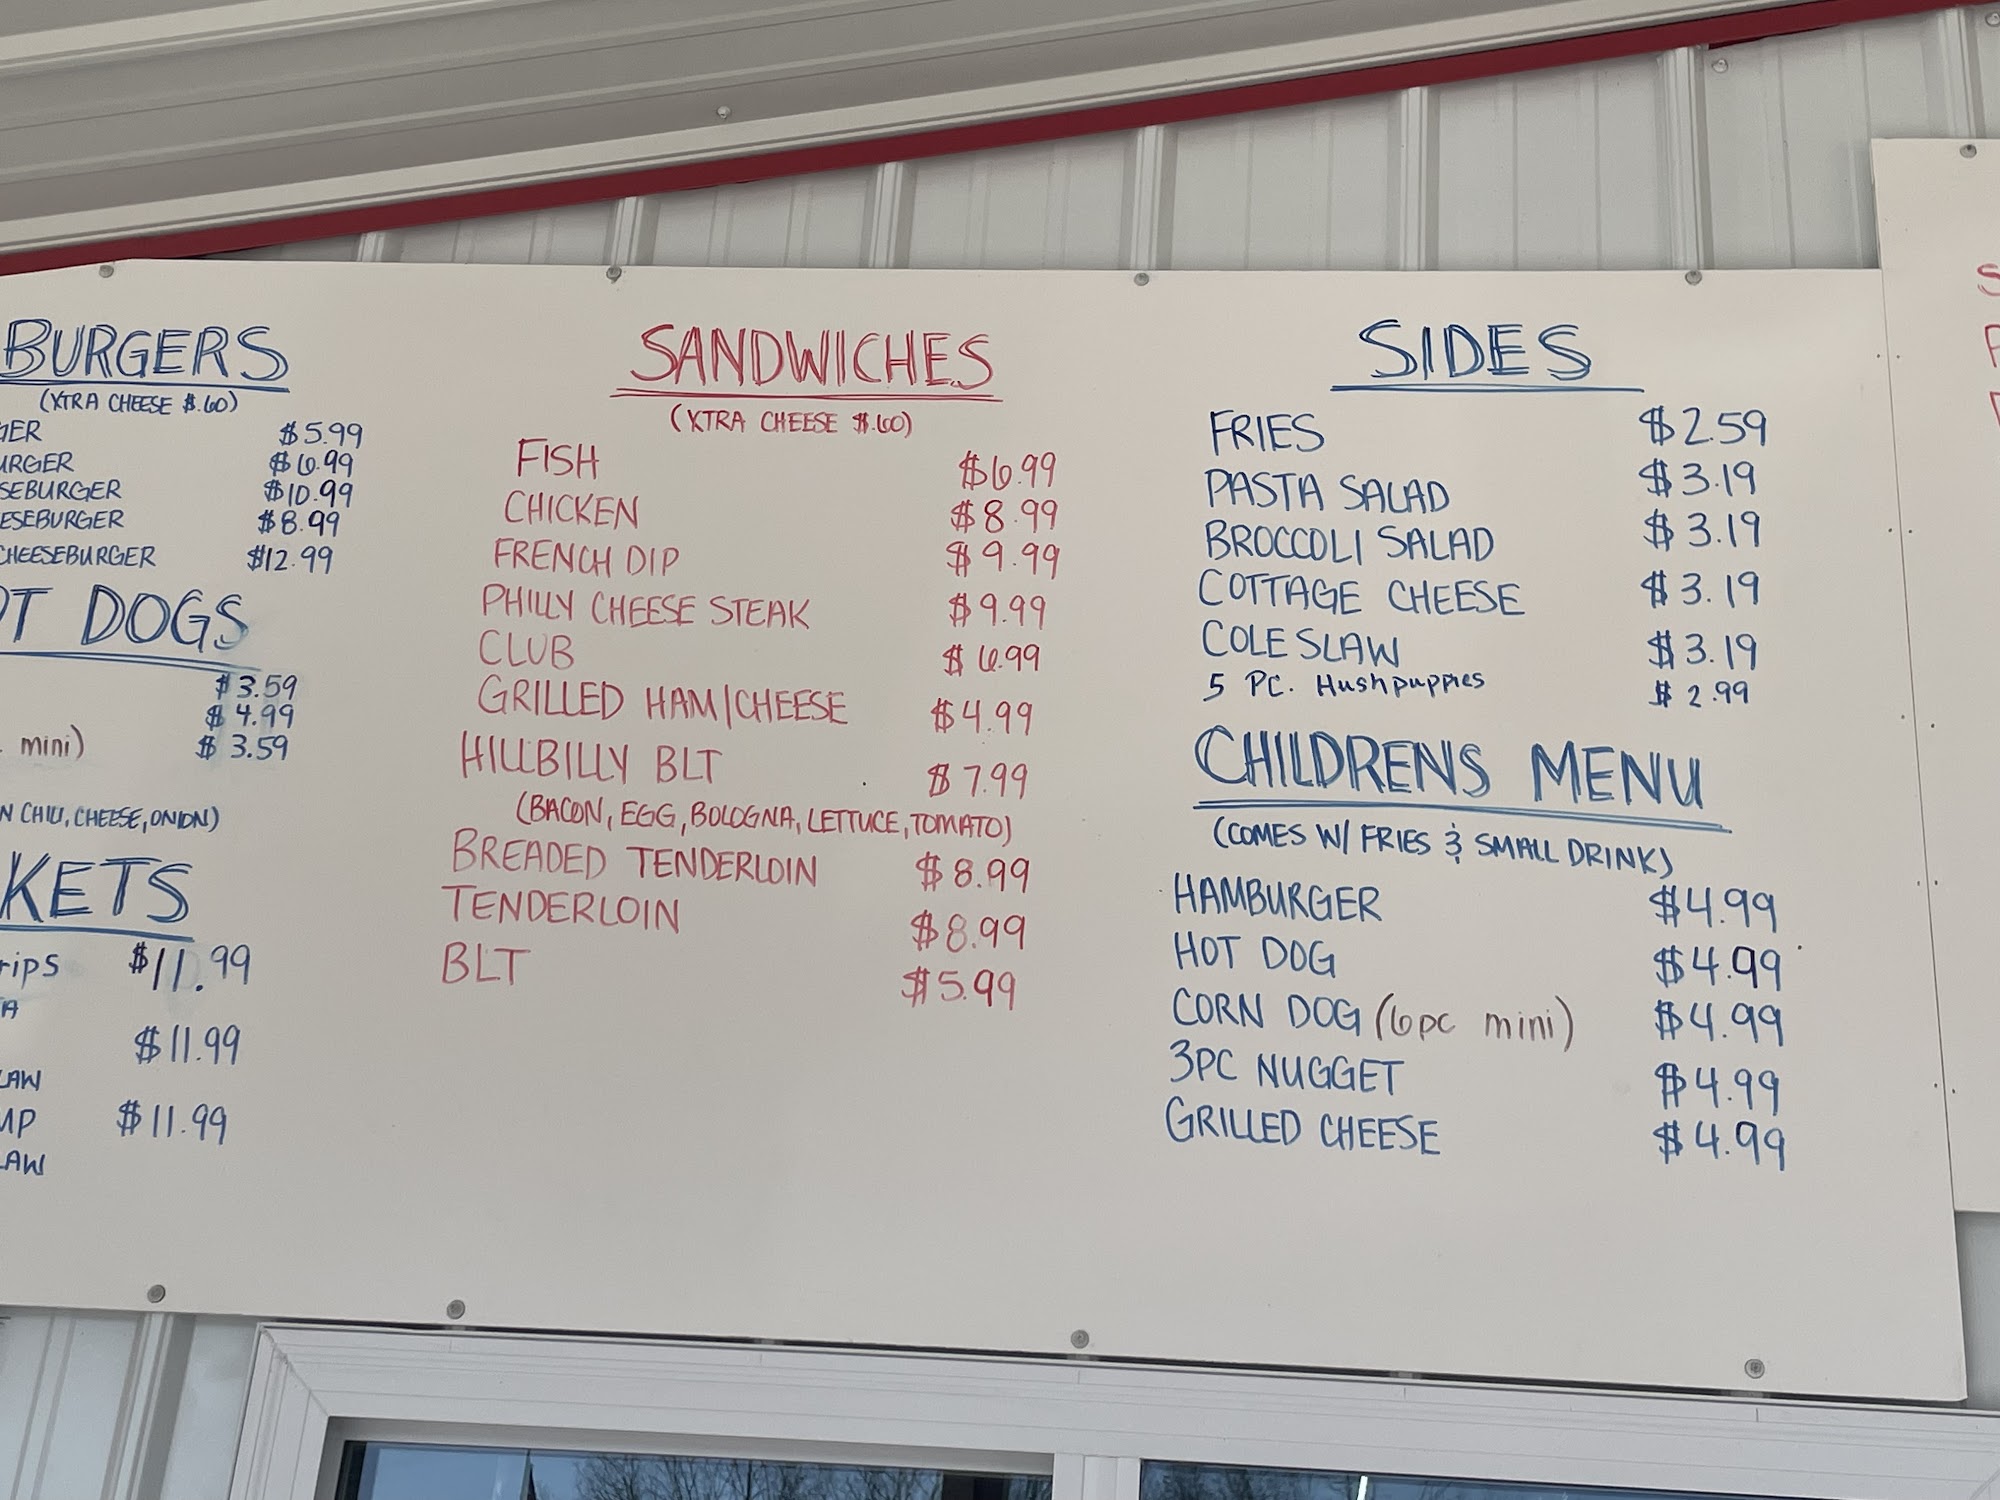 BURGERS
(XTRA CHEESE $.60)
$5.99
$6.99
$10.99
$8.99
CHEESEBURGER $12.99
DOGS
$3.59
$4.99
mini) $3.59
CHILI, CHEESE, ONION)
$11.99
$11.99
$11.99
SANDWICHES
(XTRA CHEESE $.60)
FISH $6.99
CHICKEN $8.99
FRENCH DIP $9.99
PHILLY CHEESE STEAK $9.99
CLUB $6.99
GRILLED HAM/CHEESE $4.99
HILLBILLY BLT $7.99
(BACON, EGG, BOLOGNA, LETTUCE, TOMATO)
BREADED TENDERLOIN $8.99
TENDERLOIN $8.99
BLT $5.99
SIDES
FRIES $2.59
PASTA SALAD $3.19
BROCCOLI SALAD $3.19
COTTAGE CHEESE $3.19
COLE SLAW $3.19
5 PC. Hushpuppies $2.99
CHILDRENS MENU
(COMES W/ FRIES & SMALL DRINK)
HAMBURGER $4.99
HOT DOG $4.99
CORN DOG (6pc mini) $4.99
3PC NUGGET $4.99
GRILLED CHEESE $4.99